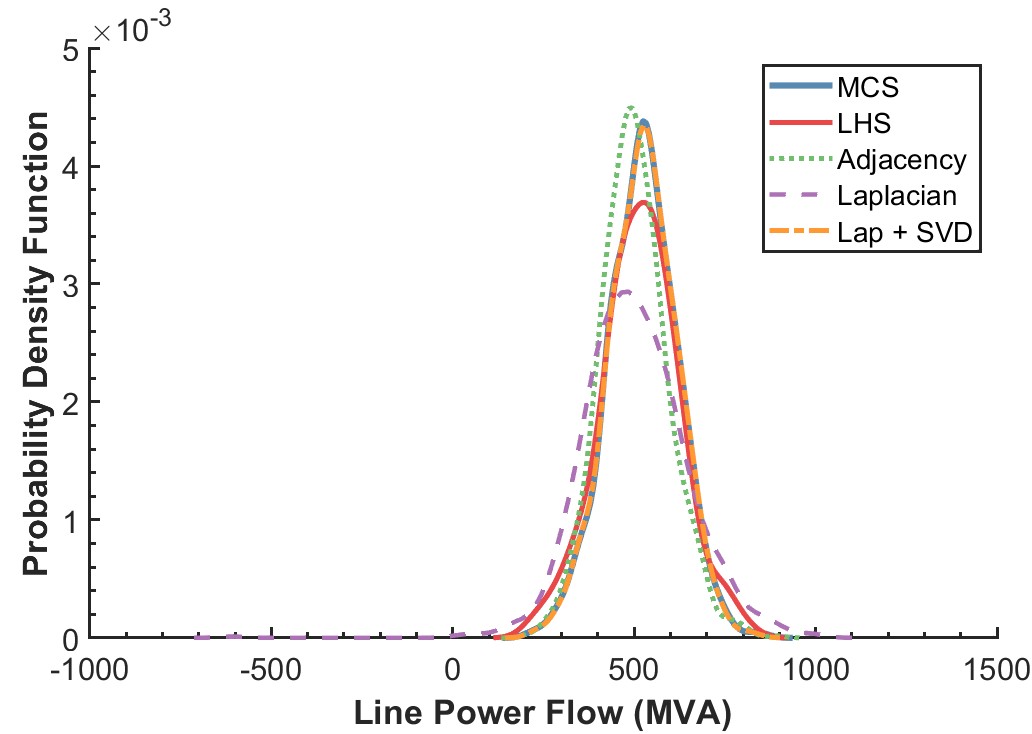 ×10⁻³
5
4
3
2
1
0
-1000 -500 0 500 1000 1500
Probability Density Function
Line Power Flow (MVA)
MCS
LHS
Adjacency
Laplacian
Lap + SVD